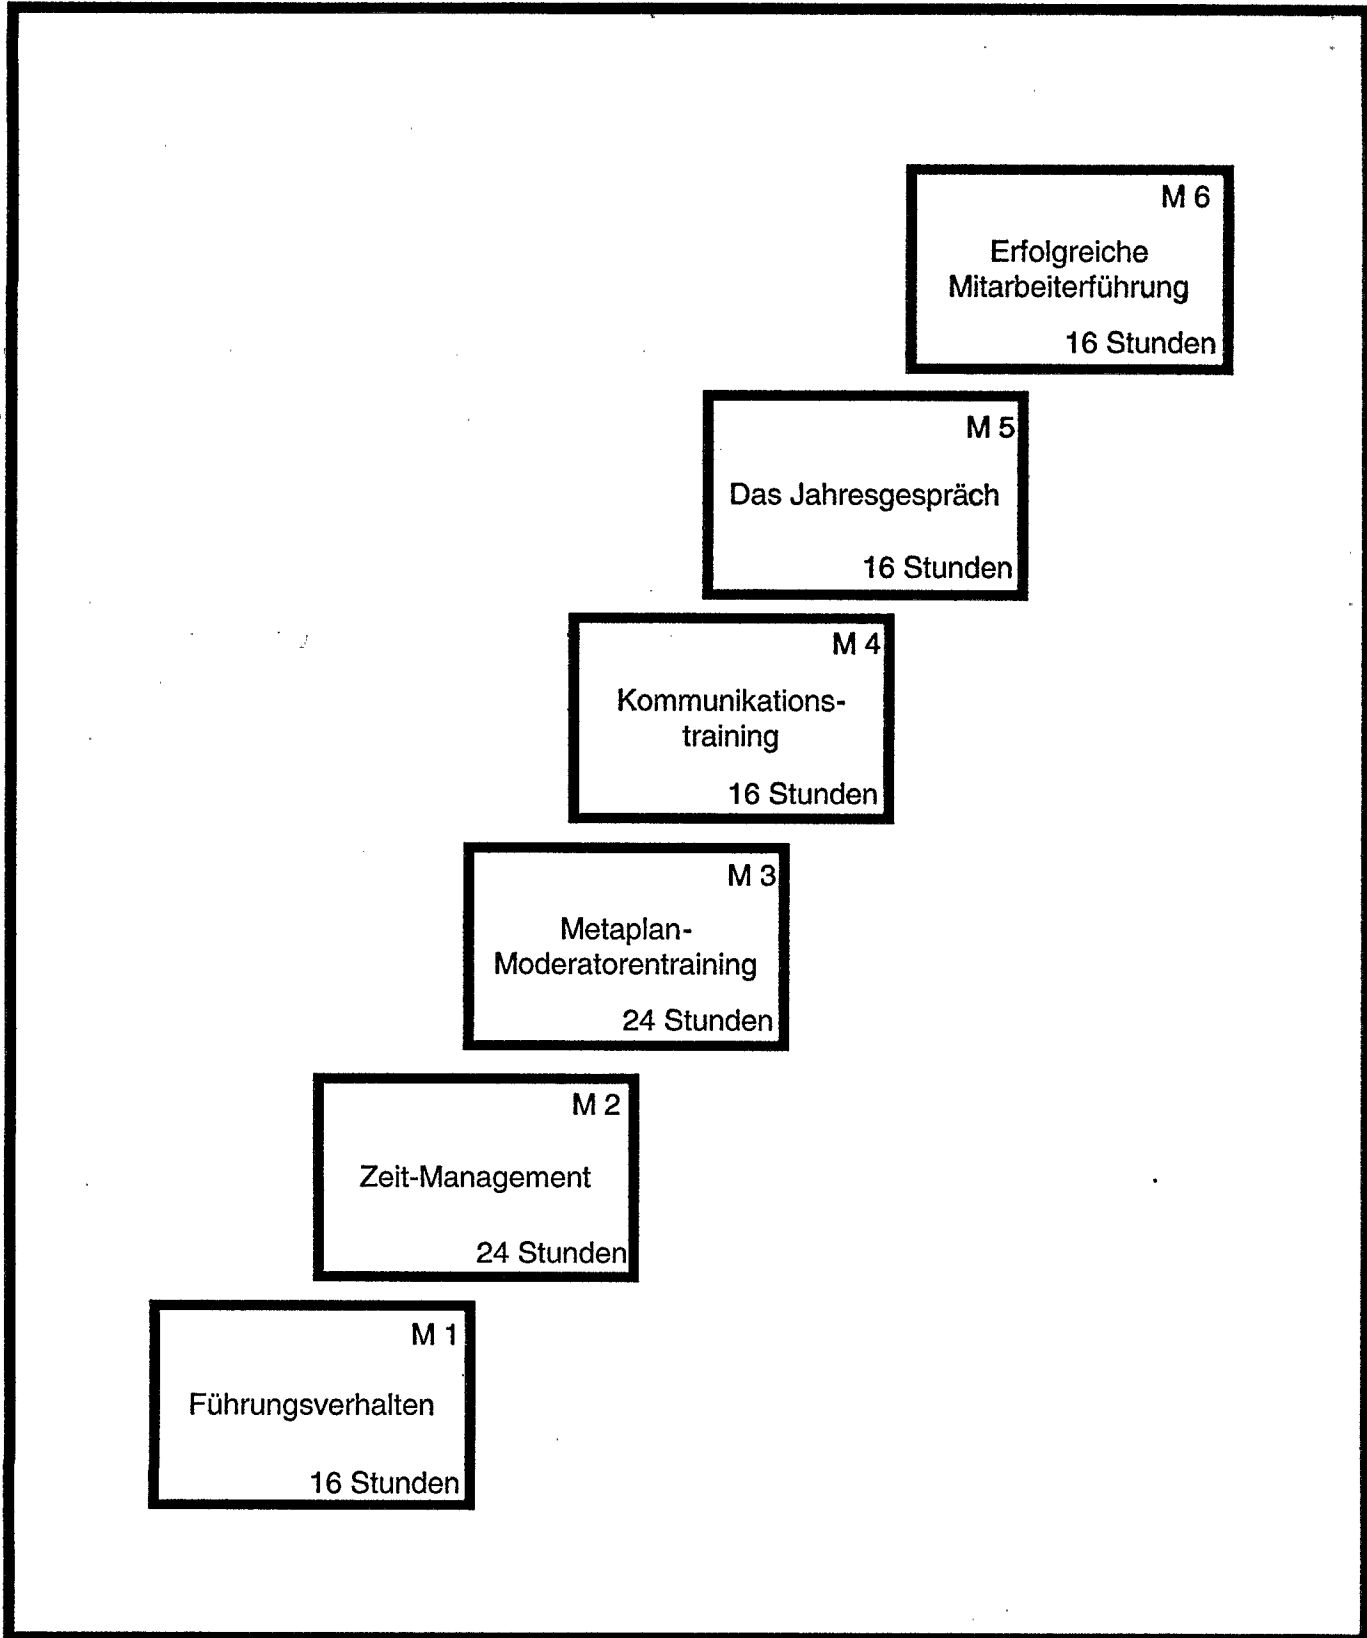 M 6
Erfolgreiche
Mitarbeiterführung
16 Stunden
M 5
Das Jahresgespräch
16 Stunden
M 4
Kommunikations-
training
16 Stunden
M 3
Metaplan-
Moderatorentraining
24 Stunden
M 2
Zeit-Management
24 Stunden
M 1
Führungsverhalten
16 Stunden